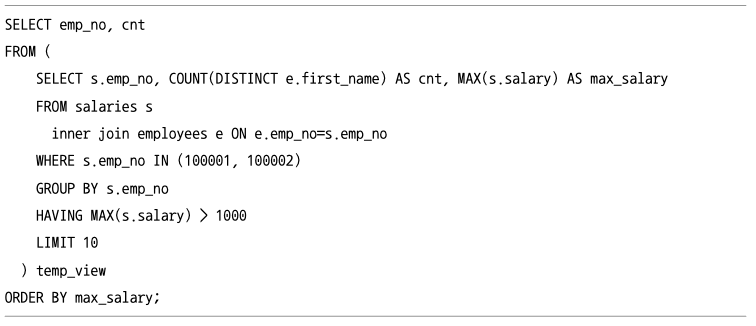 SELECT emp_no, cnt
FROM (
SELECT s.emp_no, COUNT(DISTINCT e.first_name) AS cnt, MAX(s.salary) AS max_salary
FROM salaries s
inner join employees e ON e.emp_no=s.emp_no
WHERE s.emp_no IN (100001, 100002)
GROUP BY s.emp_no
HAVING MAX(s.salary) > 1000
LIMIT 10
) temp_view
ORDER BY max_salary;